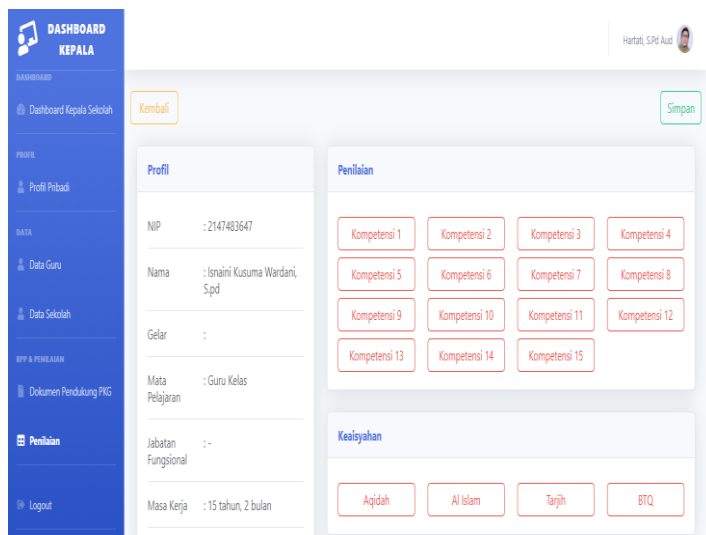 DASHBOARD
KEPALA
Hartati, S.Pd Aud
DASHBOARD
Dashboard Kepala Sekolah
PROFIL
Profil Pribadi
DATA
Data Guru
Data Sekolah
RPP & PENILAIAN
Dokumen Pendukung PKG
Penilaian
Logout
Kembali
Simpan
Profil
NIP : 2147483647
Nama : Isnaini Kusuma Wardani,
S.pd
Gelar :
Mata : Guru Kelas
Pelajaran
Jabatan : -
Fungsional
Masa Kerja : 15 tahun, 2 bulan
Penilaian
Kompetensi 1 Kompetensi 2 Kompetensi 3 Kompetensi 4
Kompetensi 5 Kompetensi 6 Kompetensi 7 Kompetensi 8
Kompetensi 9 Kompetensi 10 Kompetensi 11 Kompetensi 12
Kompetensi 13 Kompetensi 14 Kompetensi 15
Keaisyahan
Aqidah Al Islam Tarjih BTQ